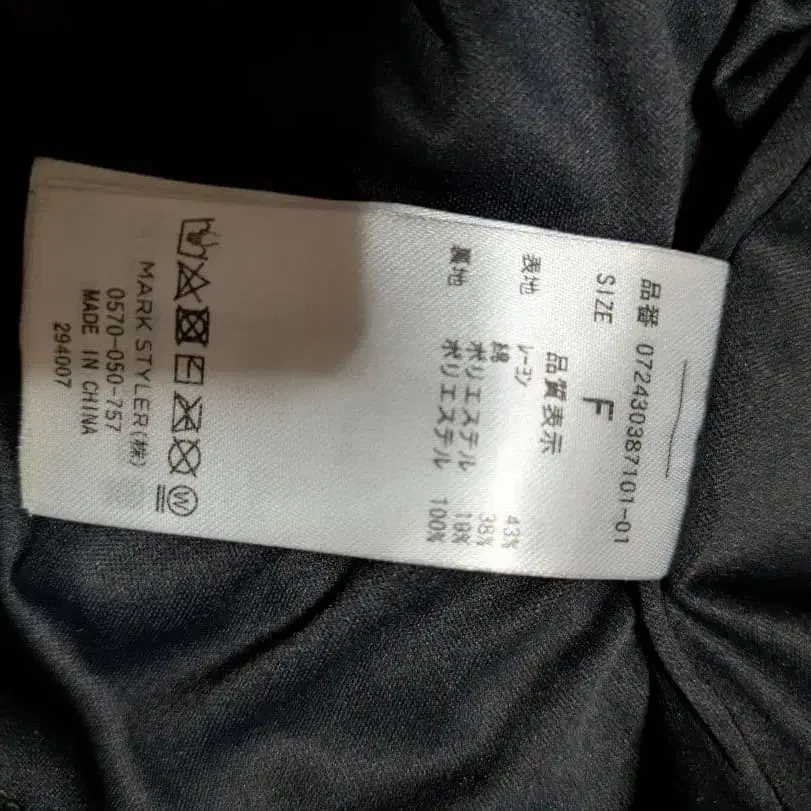 品番 072430387101-01
SIZE F
品質表示
表地 レーヨン 43%
綿 38%
ポリエステル 19%
裏地 ポリエステル 100%
W
MARK STYLER(株)
0570-050-757
MADE IN CHINA
294007